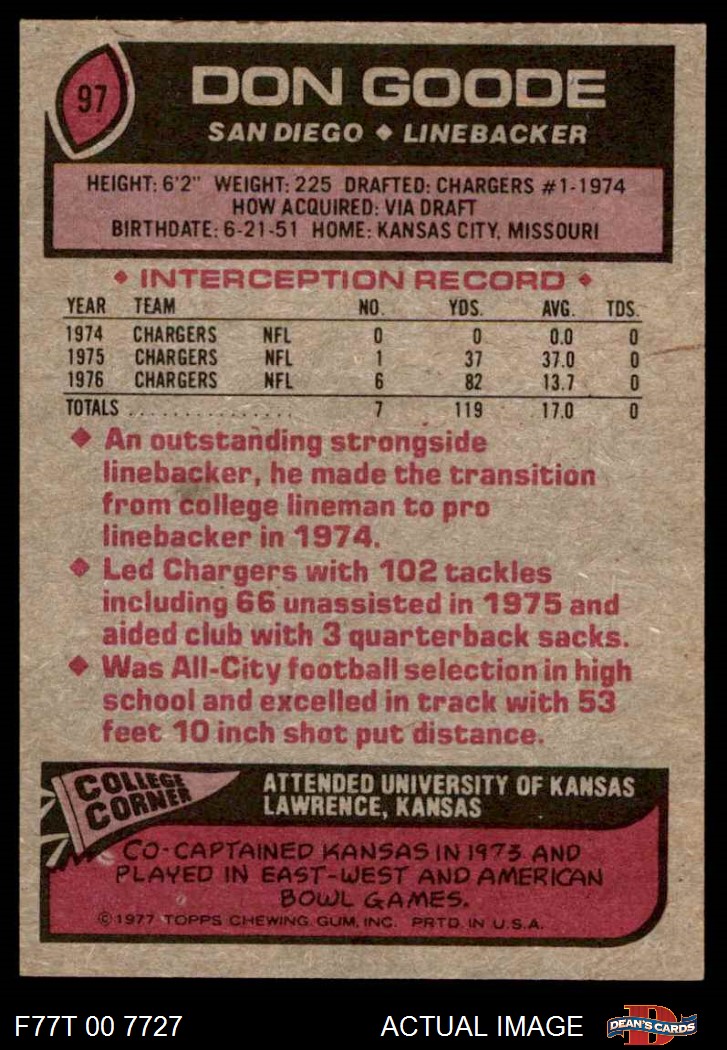 97
DON GOODE
SAN DIEGO ◆ LINEBACKER
HEIGHT: 6'2" WEIGHT: 225 DRAFTED: CHARGERS #1-1974
HOW ACQUIRED: VIA DRAFT
BIRTHDATE: 6-21-51 HOME: KANSAS CITY, MISSOURI
◆ INTERCEPTION RECORD ◆
YEAR TEAM NO. YDS. AVG. TDS.
1974 CHARGERS NFL 0 0 0.0 0
1975 CHARGERS NFL 1 37 37.0 0
1976 CHARGERS NFL 6 82 13.7 0
TOTALS . . . . . . . . . . . . . . . 7 119 17.0 0
◆ An outstanding strongside
linebacker, he made the transition
from college lineman to pro
linebacker in 1974.
◆ Led Chargers with 102 tackles
including 66 unassisted in 1975 and
aided club with 3 quarterback sacks.
◆ Was All-City football selection in high
school and excelled in track with 53
feet 10 inch shot put distance.
COLLEGE
CORNER
ATTENDED UNIVERSITY OF KANSAS
LAWRENCE, KANSAS
CO-CAPTAINED KANSAS IN 1973 AND
PLAYED IN EAST-WEST AND AMERICAN
BOWL GAMES.
©1977 TOPPS CHEWING GUM, INC. PRTD. IN U.S.A.
F77T 00 7727
ACTUAL IMAGE
D
DEAN'S CARDS